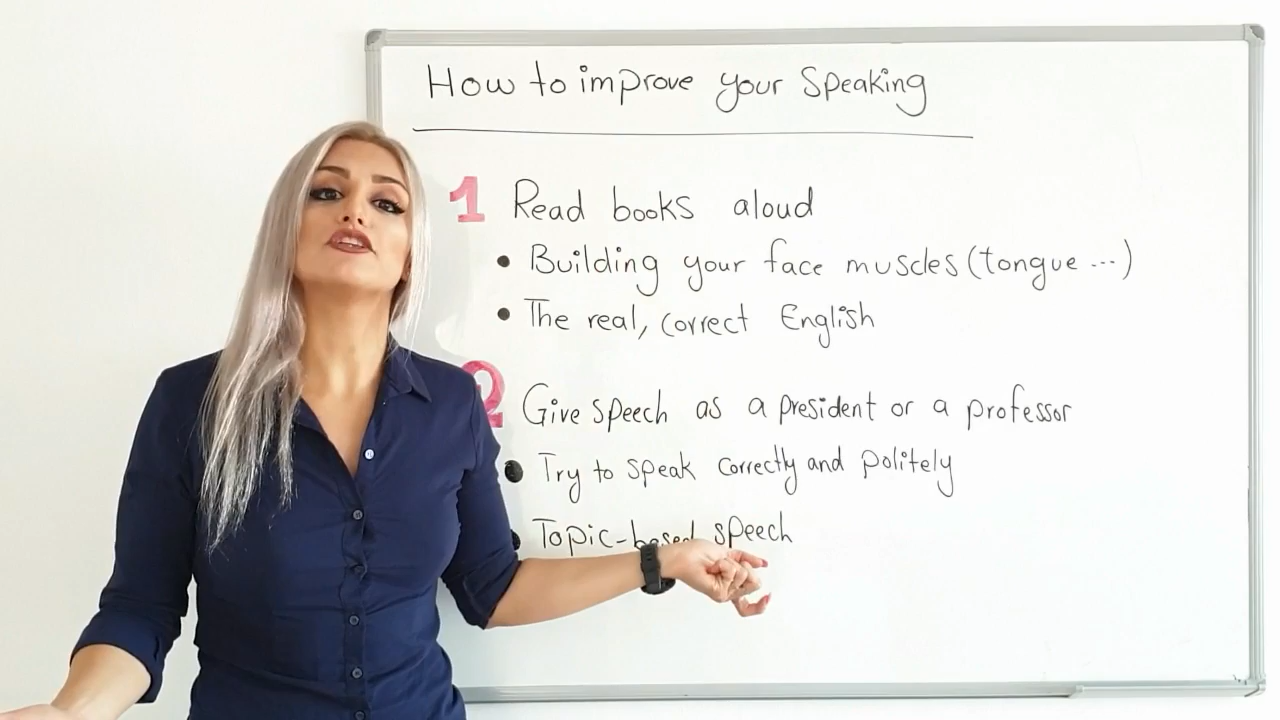 How to improve your Speaking
1 Read books aloud
• Building your face muscles (tongue ...)
• The real, correct English
2 Give speech as a president or a professor
• Try to speak correctly and politely
• Topic-based speech